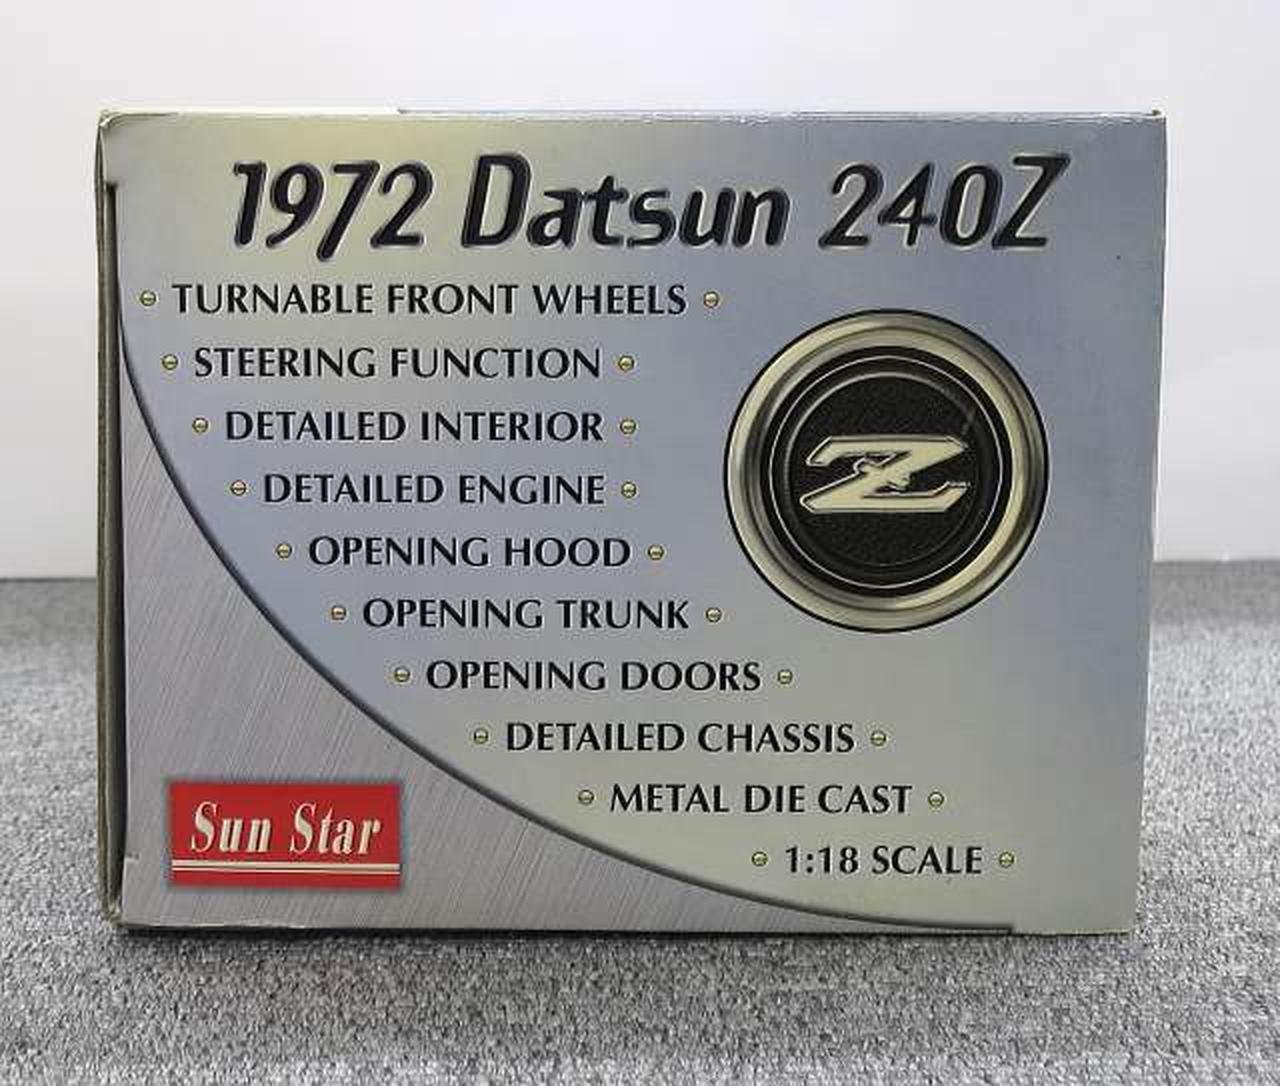 1972 Datsun 240Z
TURNABLE FRONT WHEELS
STEERING FUNCTION
DETAILED INTERIOR
DETAILED ENGINE
OPENING HOOD
OPENING TRUNK
OPENING DOORS
DETAILED CHASSIS
METAL DIE CAST
1:18 SCALE
Z
Sun Star